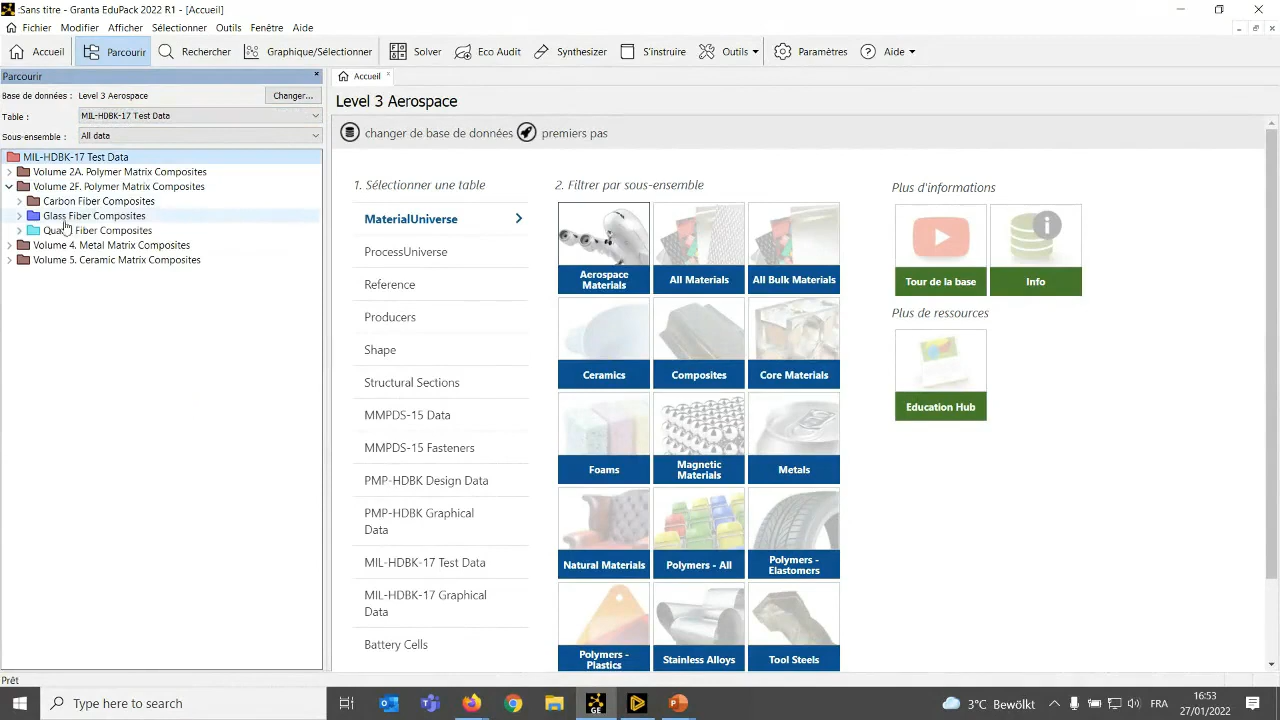 :Sans titre - Granta EduPack 2022 R1 - [Accueil]
Fichier Modifier Afficher Sélectionner Outils Fenêtre Aide
Accueil Parcourir Rechercher Graphique/Sélectionner Solver Eco Audit Synthesizer S'instruire Outils Paramètres Aide
Parcourir
Base de données : Level 3 Aerospace Changer...
Table : MIL-HDBK-17 Test Data
Sous-ensemble : All data
MIL-HDBK-17 Test Data
Volume 2A. Polymer Matrix Composites
Volume 2F. Polymer Matrix Composites
Carbon Fiber Composites
Glass Fiber Composites
Fiber Composites
Volume 4. Metal Matrix Composites
Volume 5. Ceramic Matrix Composites
Accueil
Level 3 Aerospace
changer de base de données premiers pas
1. Sélectionner une table
MaterialUniverse
ProcessUniverse
Reference
Producers
Shape
Structural Sections
MMPDS-15 Data
MMPDS-15 Fasteners
PMP-HDBK Design Data
PMP-HDBK Graphical
Data
MIL-HDBK-17 Test Data
MIL-HDBK-17 Graphical
Data
Battery Cells
2. Filtrer par sous-ensemble
Aerospace
Materials
All Materials
All Bulk Materials
Ceramics
Composites
Core Materials
Foams
Magnetic
Materials
Metals
Natural Materials
Polymers - All
Polymers -
Elastomers
Polymers -
Plastics
Stainless Alloys
Tool Steels
Plus d'informations
Tour de la base
Info
Plus de ressources
Education Hub
Prêt
Type here to search
GE
3°C Bewölkt
FRA
16:53
27/01/2022